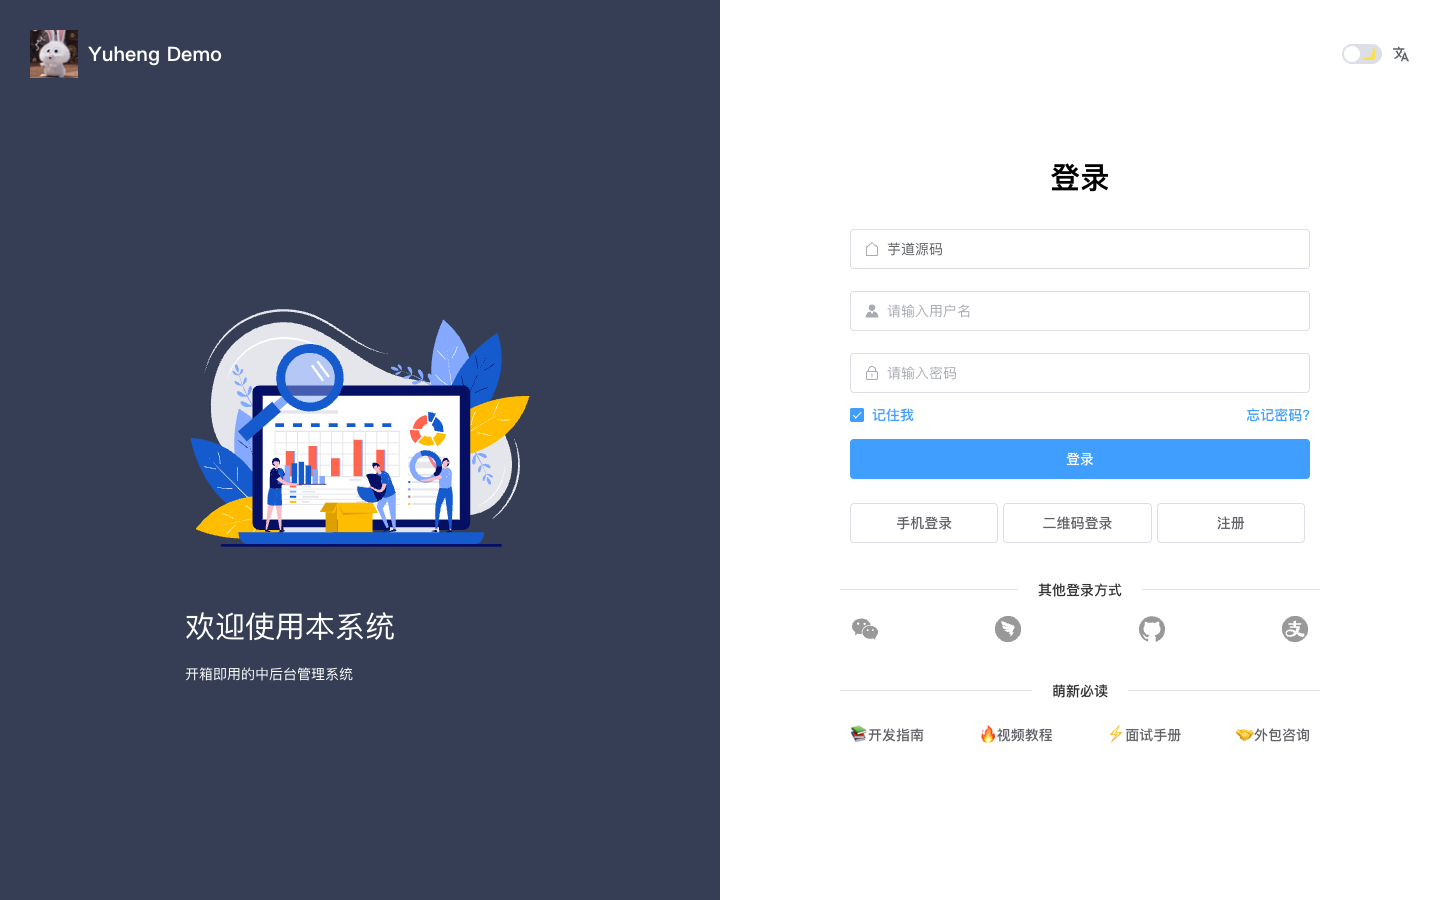 Yuheng Demo
欢迎使用本系统
开箱即用的中后台管理系统
登录
芋道源码
请输入用户名
请输入密码
记住我
忘记密码?
登录
手机登录
二维码登录
注册
其他登录方式
萌新必读
📚开发指南
🔥视频教程
⚡面试手册
🤝外包咨询